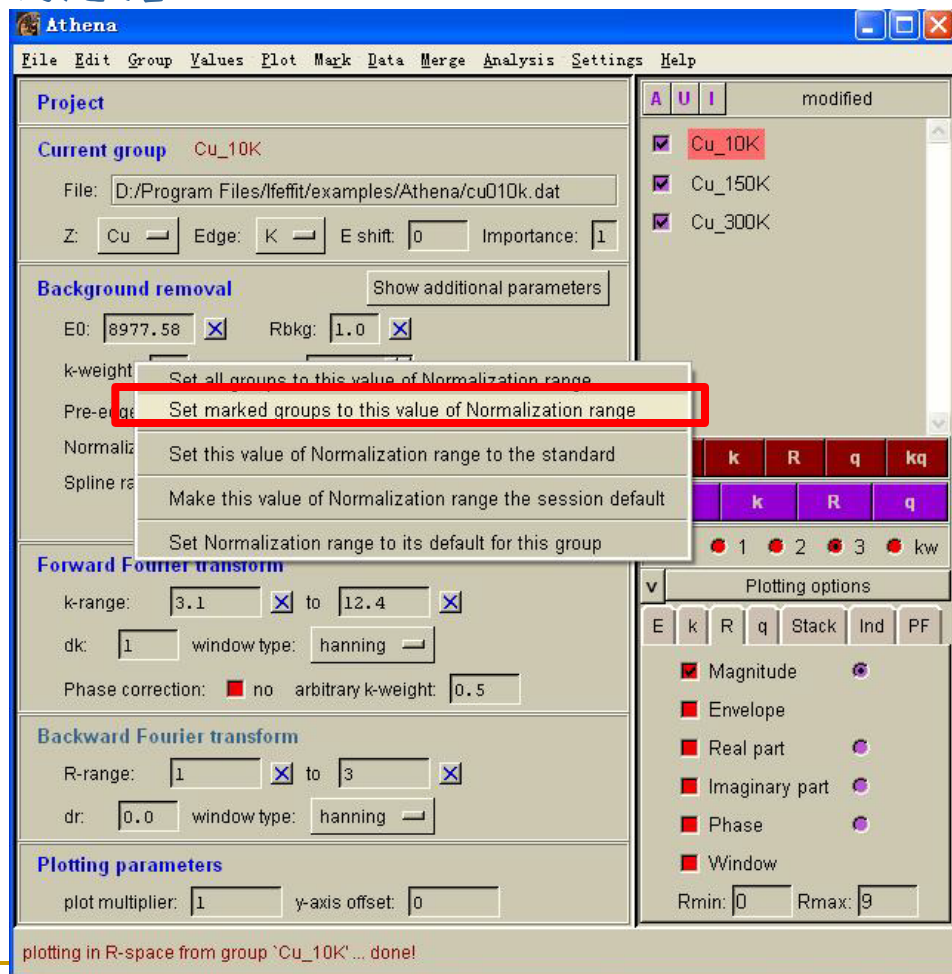 Athena
File Edit Group Values Plot Mark Data Merge Analysis Settings Help
Project
Current group Cu_10K
File: D:/Program Files/Ifeffit/examples/Athena/cu010k.dat
Z: Cu Edge: K E shift: 0 Importance: 1
Background removal Show additional parameters
E0: 8977.58 Rbkg: 1.0
k-weight
Pre-edge
Normaliz
Spline ra
Set all groups to this value of Normalization range
Set marked groups to this value of Normalization range
Set this value of Normalization range to the standard
Make this value of Normalization range the session default
Set Normalization range to its default for this group
Forward Fourier transform
k-range: 3.1 to 12.4
dk: 1 window type: hanning
Phase correction: no arbitrary k-weight: 0.5
Backward Fourier transform
R-range: 1 to 3
dr: 0.0 window type: hanning
Plotting parameters
plot multiplier: 1 y-axis offset: 0
A U I modified
Cu_10K
Cu_150K
Cu_300K
k R q kq
k R q
1 2 3 kw
v Plotting options
E k R q Stack Ind PF
Magnitude
Envelope
Real part
Imaginary part
Phase
Window
Rmin: 0 Rmax: 9
plotting in R-space from group `Cu_10K' ... done!